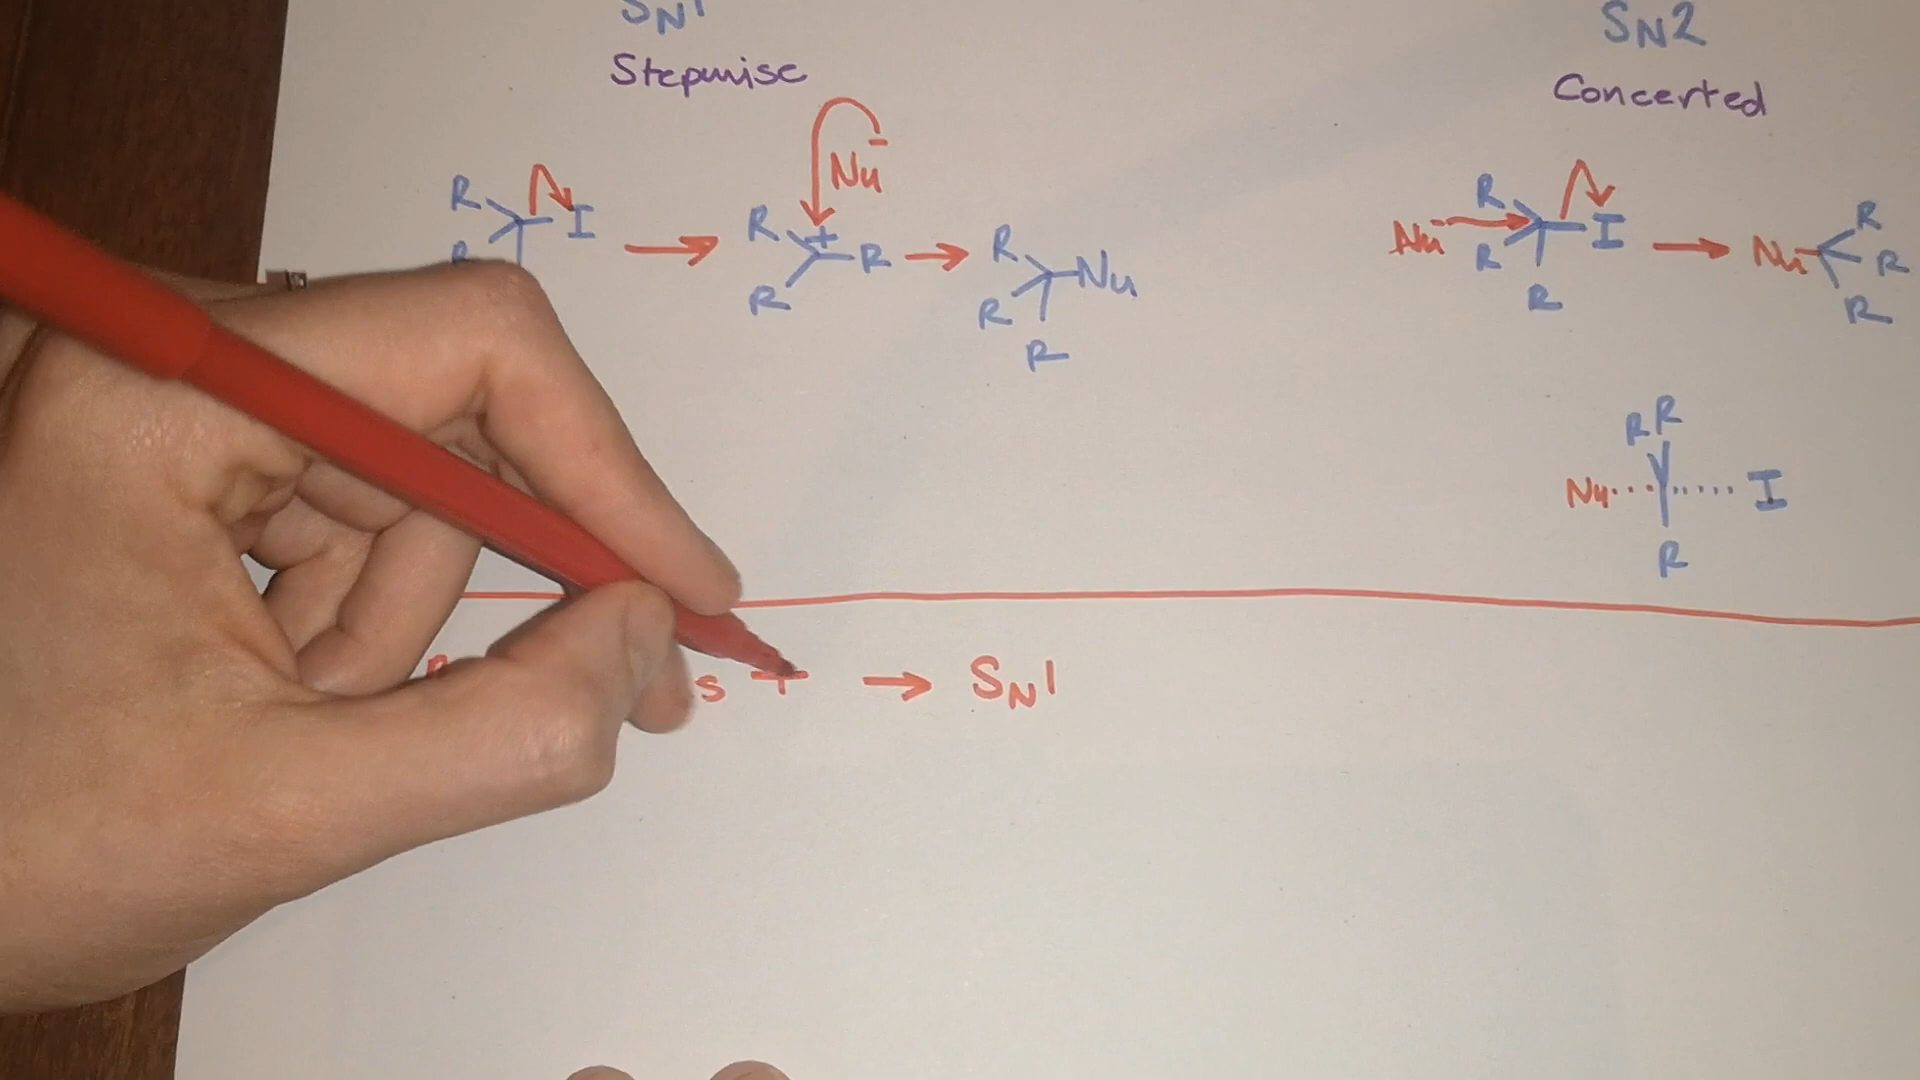 SN1
Stepwise
R I R
R + R R
Nu -
R Nu R R
SN2
Concerted
Nu - R R R I
Nu R R R
R R
Nu I
R
s + → SN1